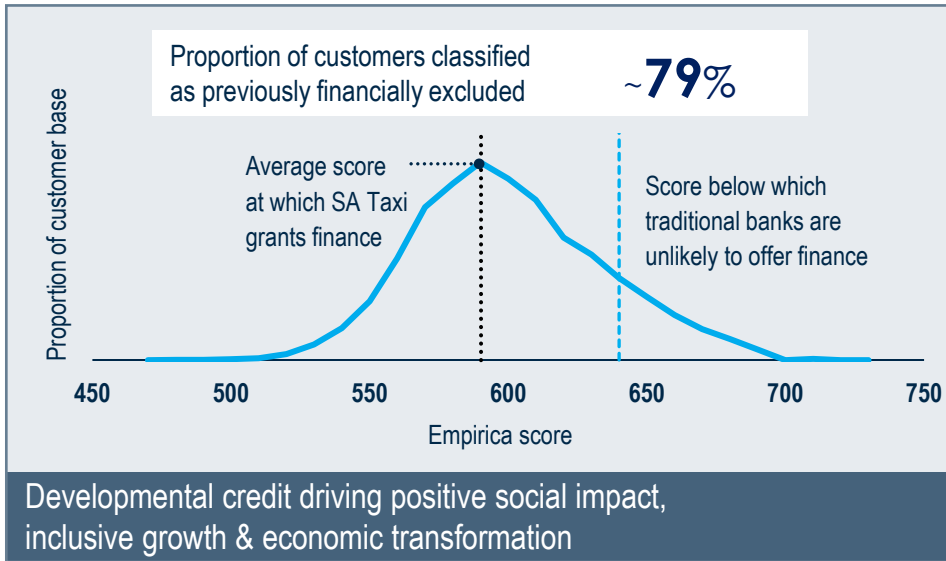 Proportion of customers classified
as previously financially excluded
~79%
Proportion of customer base
Average score
at which SA Taxi
grants finance
Score below which
traditional banks are
unlikely to offer finance
450 500 550 600 650 700 750
Empirica score
Developmental credit driving positive social impact,
inclusive growth & economic transformation